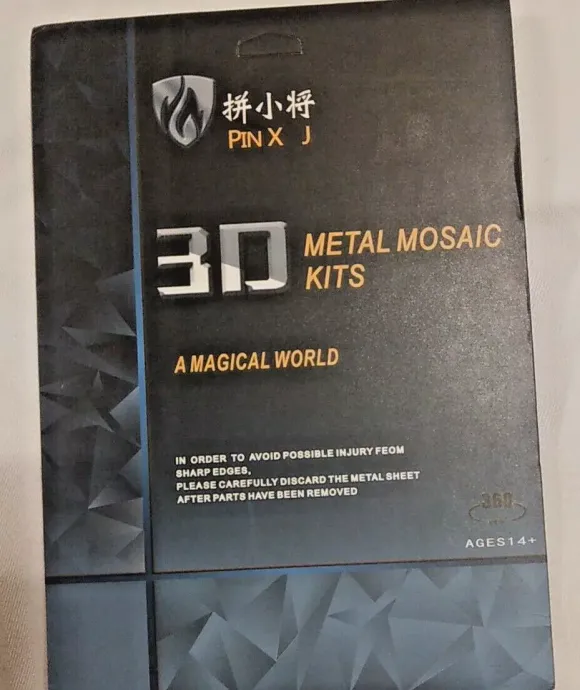 拼小将
PIN X J
3D
METAL MOSAIC
KITS
A MAGICAL WORLD
IN ORDER TO AVOID POSSIBLE INJURY FEOM
SHARP EDGES,
PLEASE CAREFULLY DISCARD THE METAL SHEET
AFTER PARTS HAVE BEEN REMOVED
360
AGES14+